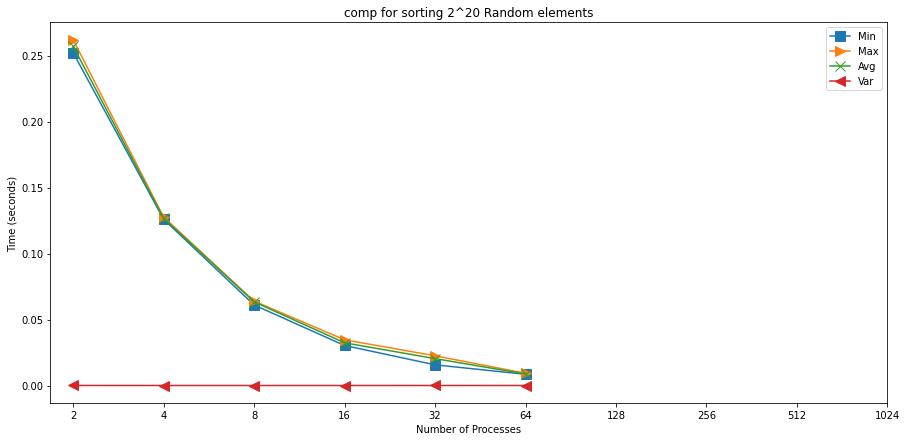 comp for sorting 2^20 Random elements
Min
Max
Avg
Var
Time (seconds)
0.25
0.20
0.15
0.10
0.05
0.00
2 4 8 16 32 64 128 256 512 1024
Number of Processes